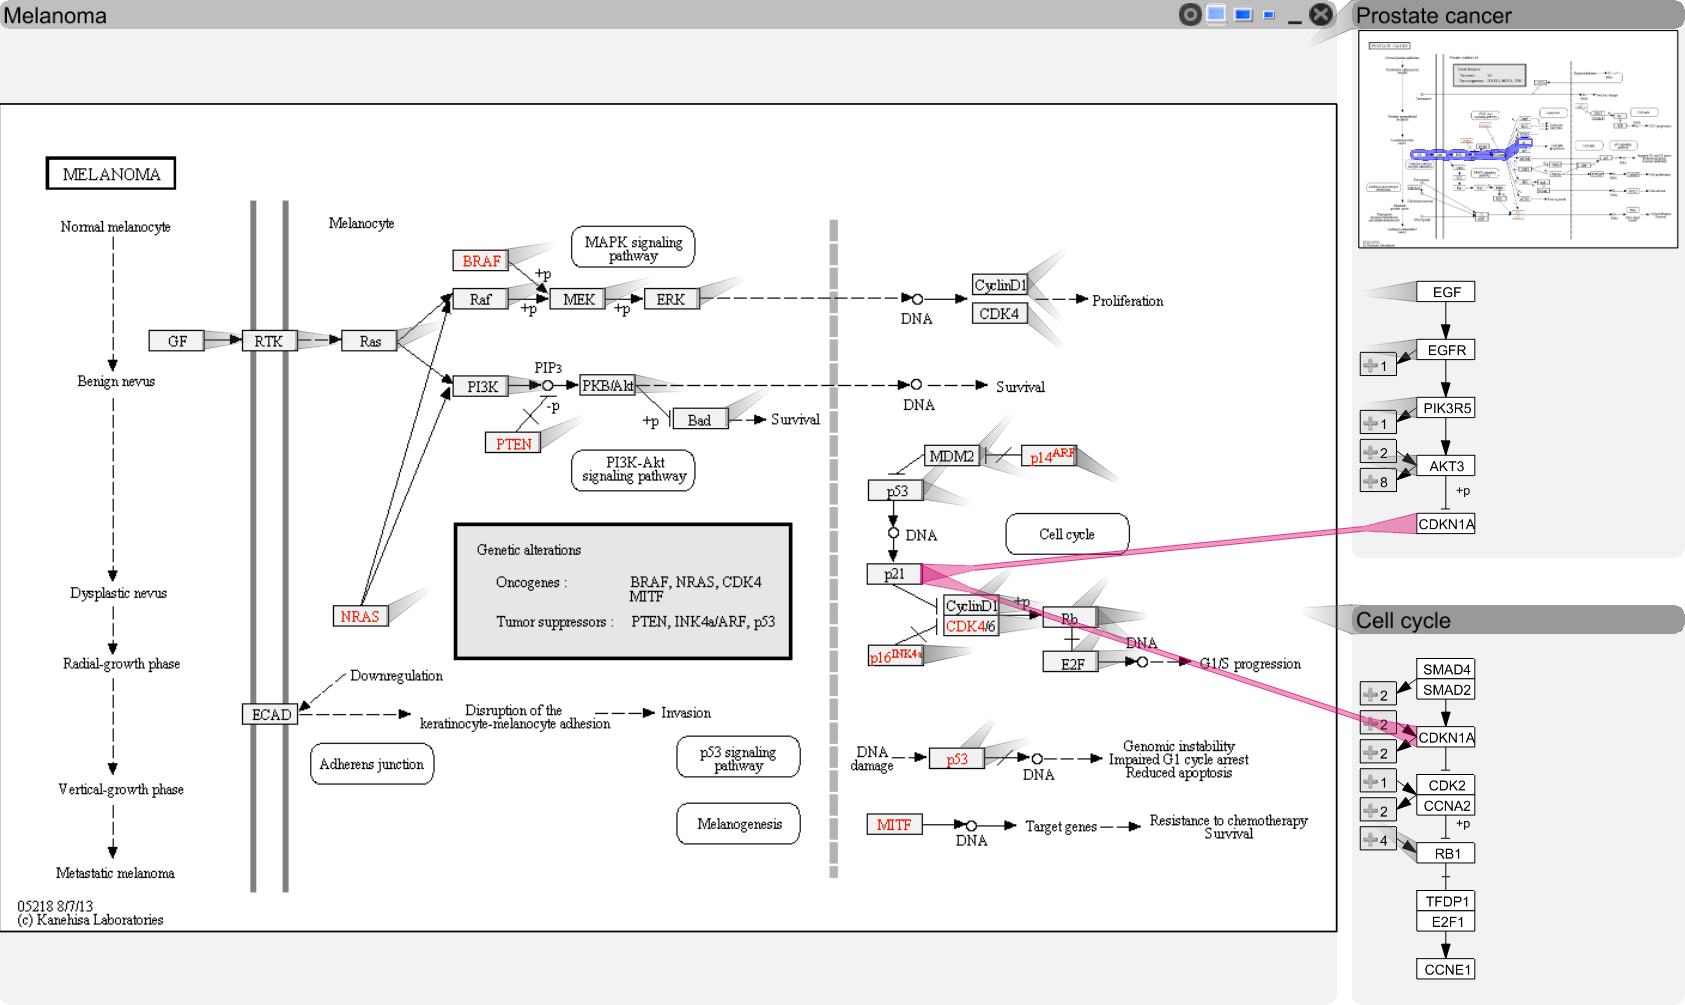 Melanoma
MELANOMA
Normal melanocyte
Benign nevus
Dysplastic nevus
Radial-growth phase
Vertical-growth phase
Metastatic melanoma
05218 8/7/13
(c) Kanehisa Laboratories
Melanocyte
BRAF
MAPK signaling
pathway
+p
Raf
+p
MEK
+p
ERK
GF
RTK
Ras
DNA
CyclinD1
CDK4
Proliferation
PI3K
PIP3
-p
PKB/Akt
DNA
Survival
+p
Bad
Survival
PTEN
PI3K-Akt
signaling pathway
MDM2
p14ARF
p53
DNA
Cell cycle
p21
CyclinD1
CDK4/6
+p
Rb
p16INK4a
E2F
DNA
G1/S progression
Genetic alterations
Oncogenes :
BRAF, NRAS, CDK4
MITF
Tumor suppressors :
PTEN, INK4a/ARF, p53
NRAS
Downregulation
ECAD
Disruption of the
keratinocyte-melanocyte adhesion
Invasion
Adherens junction
p53 signaling
pathway
Melanogenesis
DNA
damage
p53
DNA
Genomic instability
Impaired G1 cycle arrest
Reduced apoptosis
MITF
DNA
Target genes
Resistance to chemotherapy
Survival
Prostate cancer
EGF
EGFR
1
PIK3R5
1
2
AKT3
8
+p
CDKN1A
Cell cycle
SMAD4
SMAD2
2
2
CDKN1A
2
1
CDK2
CCNA2
2
+p
4
RB1
TFDP1
E2F1
CCNE1